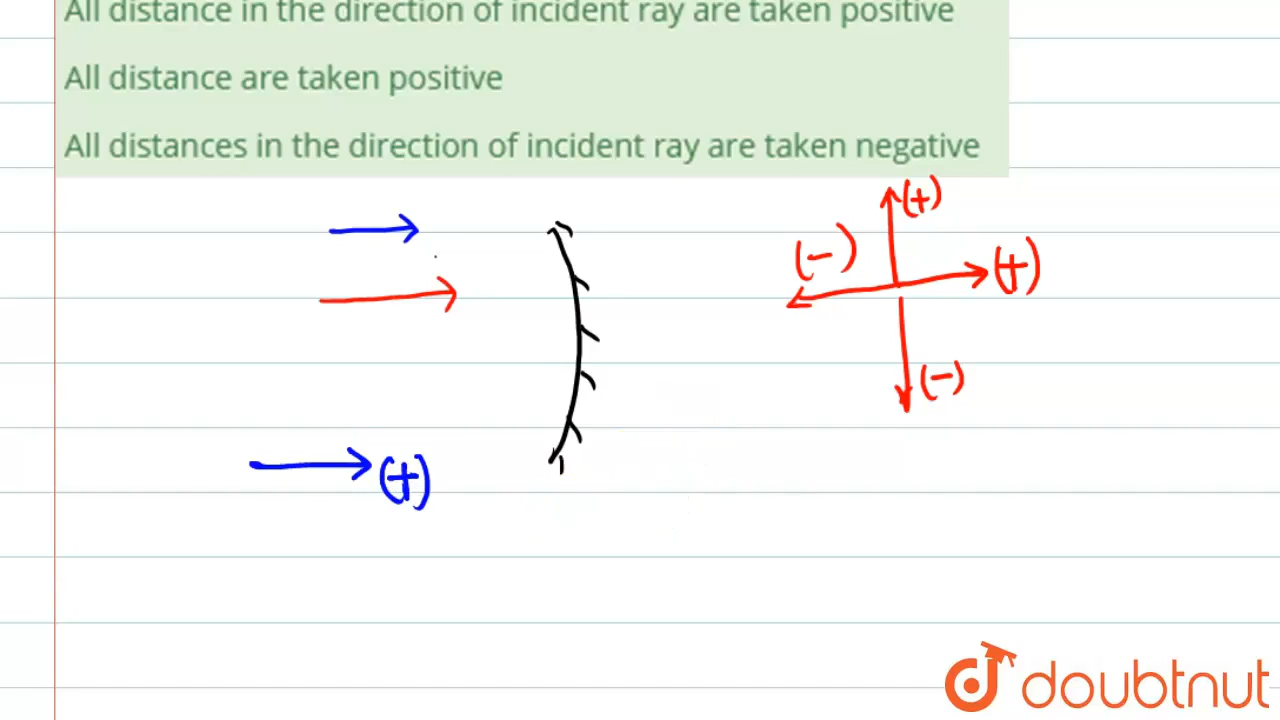 All distance in the direction of incident ray are taken positive
All distance are taken positive
All distances in the direction of incident ray are taken negative
(+)
(-)
(+)
(-)
(+)
doubtnut